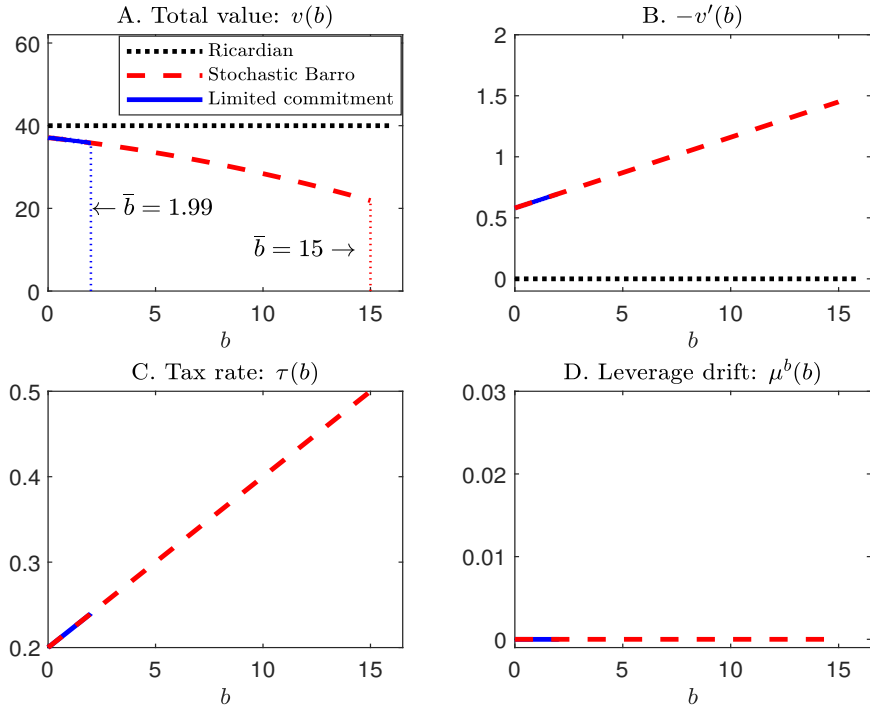 A. Total value: v(b)
60
40
20
0
0 5 10 15
b
Ricardian
Stochastic Barro
Limited commitment
← b̅ = 1.99
b̅ = 15 →
B. −v′(b)
2
1.5
1
0.5
0
0 5 10 15
b
C. Tax rate: τ(b)
0.5
0.4
0.3
0.2
0 5 10 15
b
D. Leverage drift: μᵇ(b)
0.03
0.02
0.01
0
0 5 10 15
b